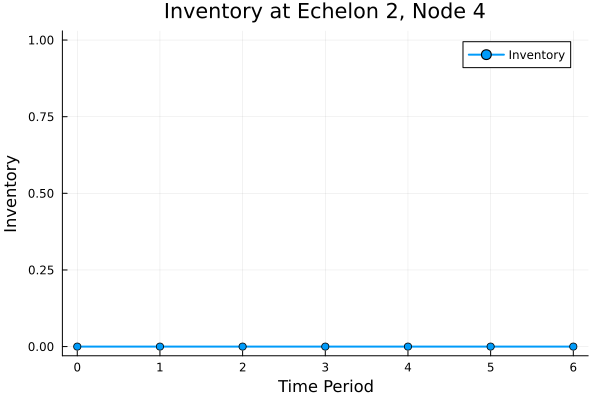 Inventory at Echelon 2, Node 4
1.00
Inventory
0.75
0.50
0.25
0.00
Inventory
0 1 2 3 4 5 6
Time Period